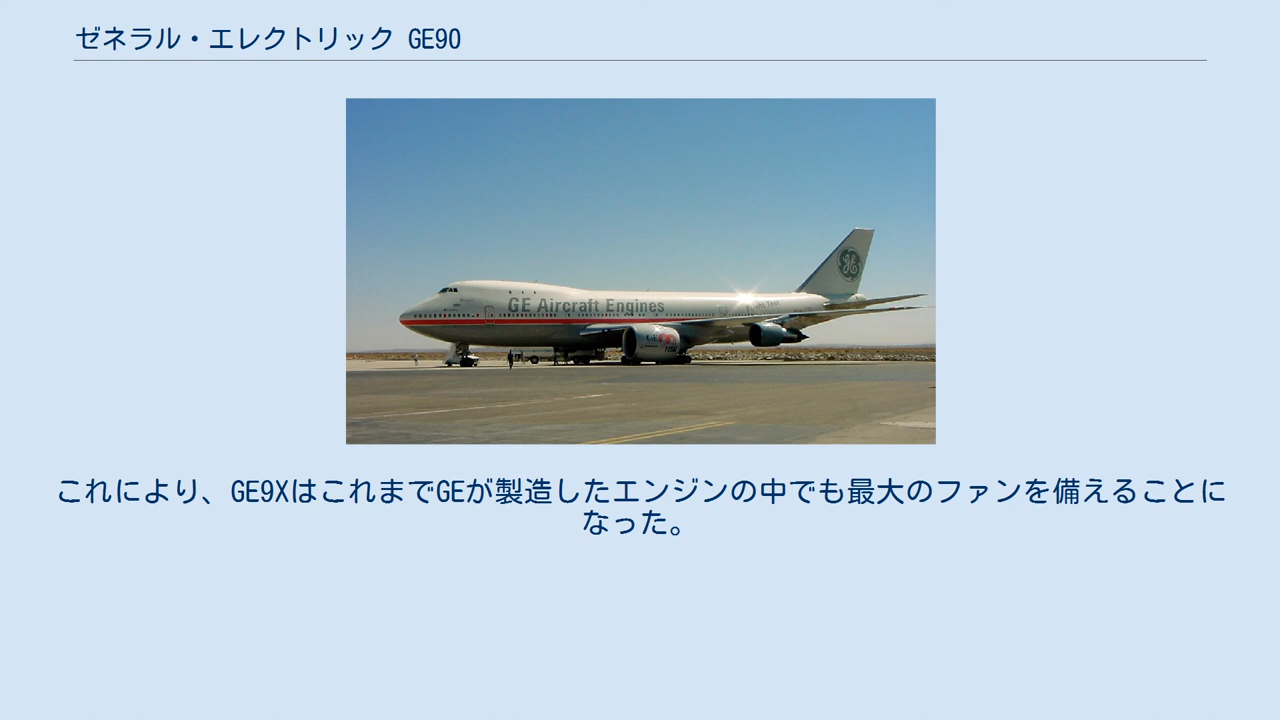 ゼネラル・エレクトリック GE90
GE Aircraft Engines
これにより、GE9XはこれまでGEが製造したエンジンの中でも最大のファンを備えることに
なった。